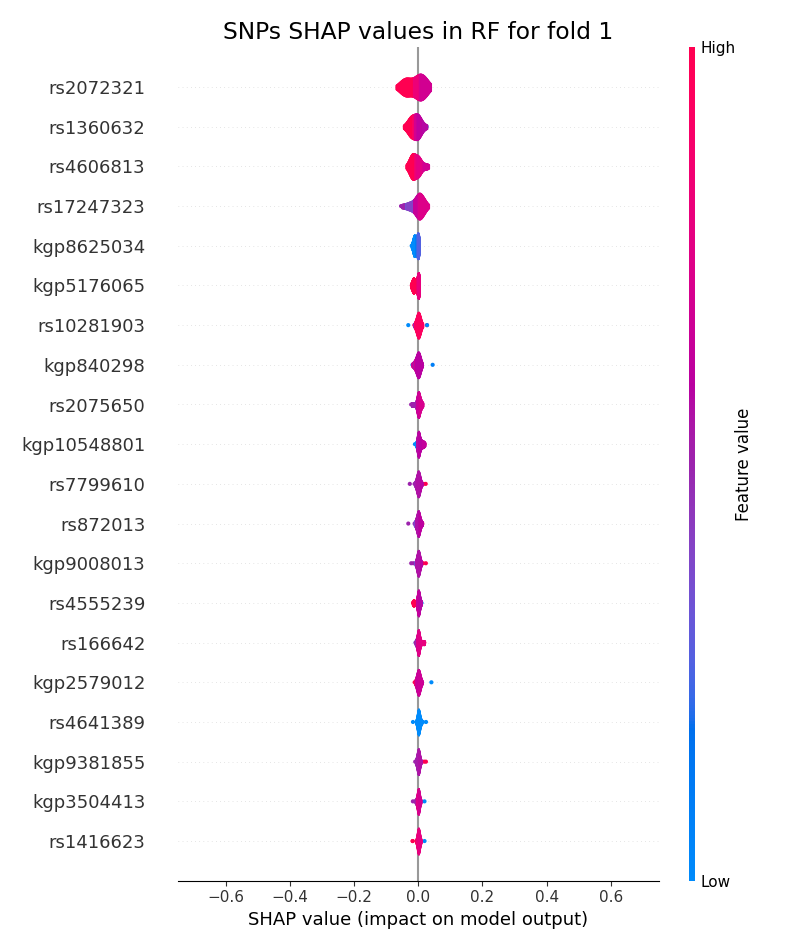 SNPs SHAP values in RF for fold 1
High
rs2072321
rs1360632
rs4606813
rs17247323
kgp8625034
kgp5176065
rs10281903
kgp840298
rs2075650
kgp10548801
rs7799610
rs872013
kgp9008013
rs4555239
rs166642
kgp2579012
rs4641389
kgp9381855
kgp3504413
rs1416623
Feature value
Low
−0.6 −0.4 −0.2 0.0 0.2 0.4 0.6
SHAP value (impact on model output)